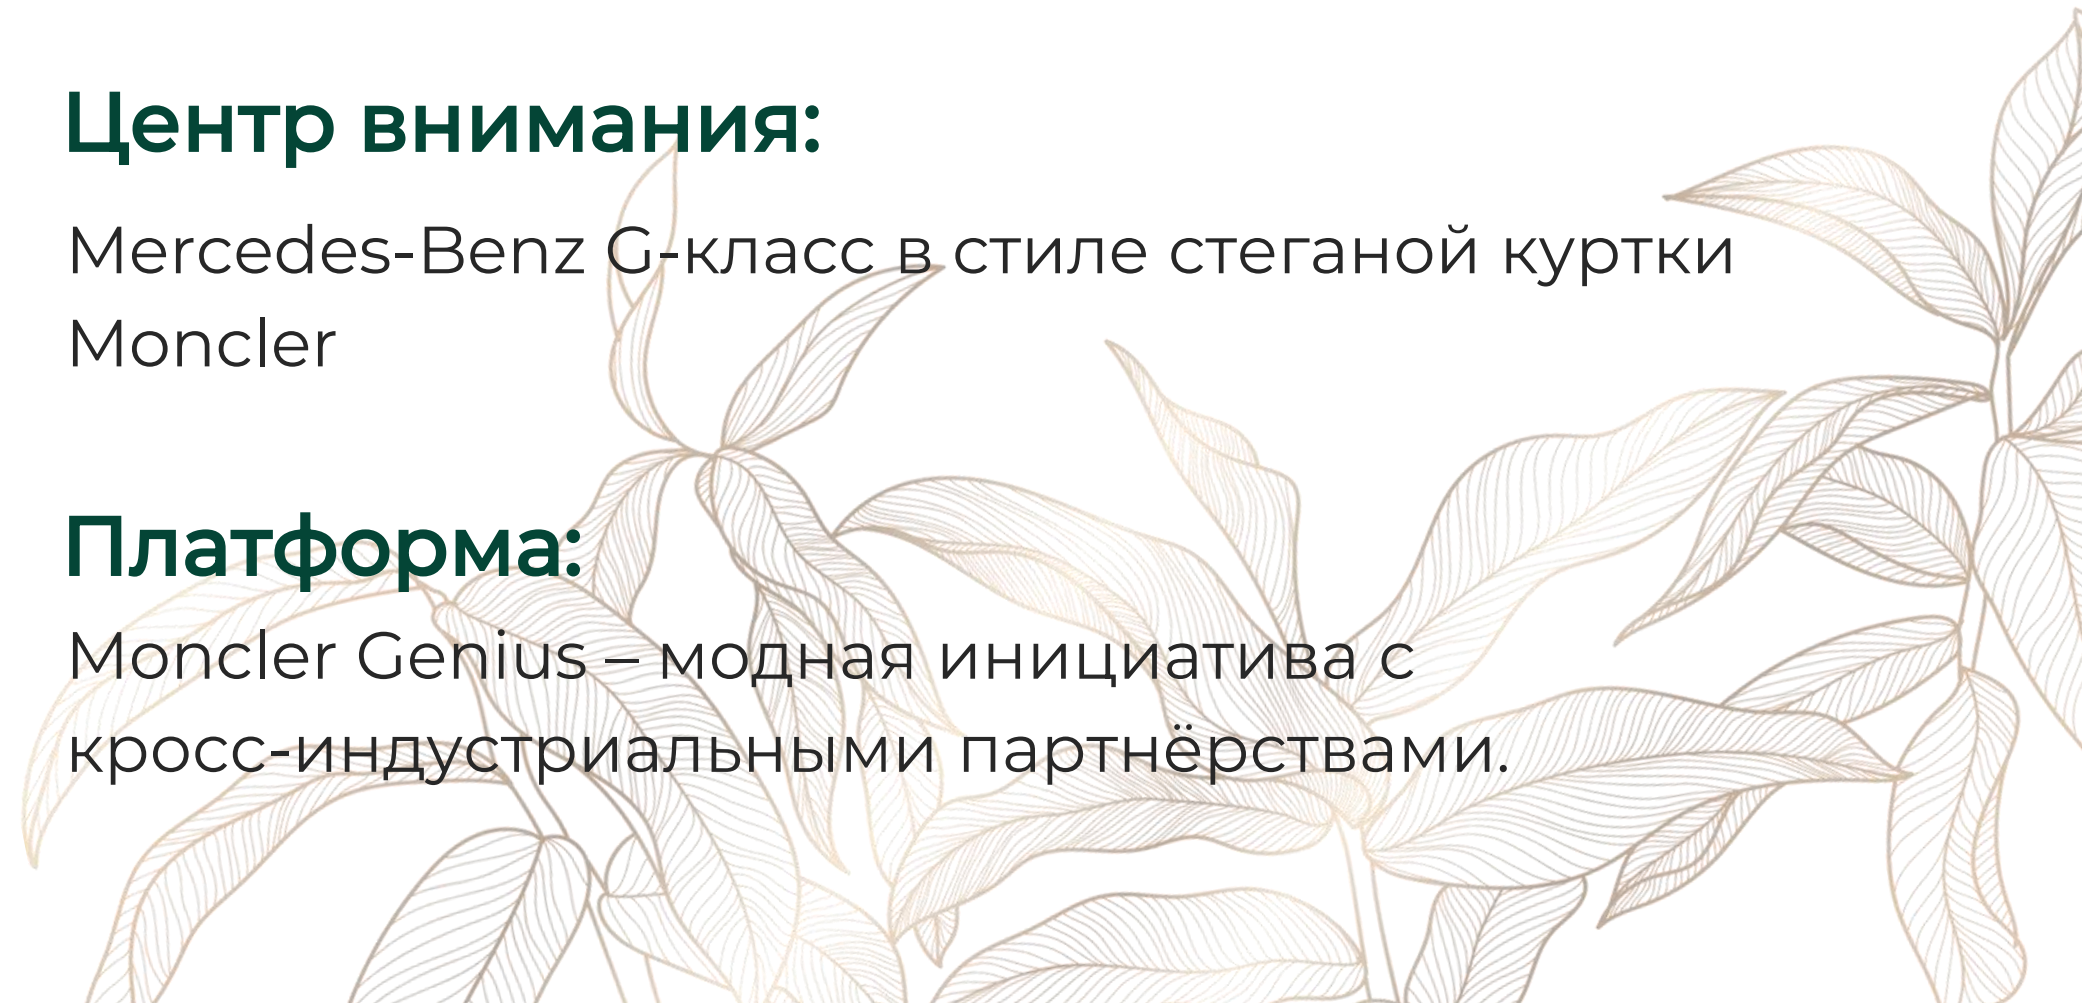 Центр внимания:
Mercedes-Benz G-класс в стиле стеганой куртки
Moncler
Платформа:
Moncler Genius – модная инициатива с
кросс-индустриальными партнёрствами.